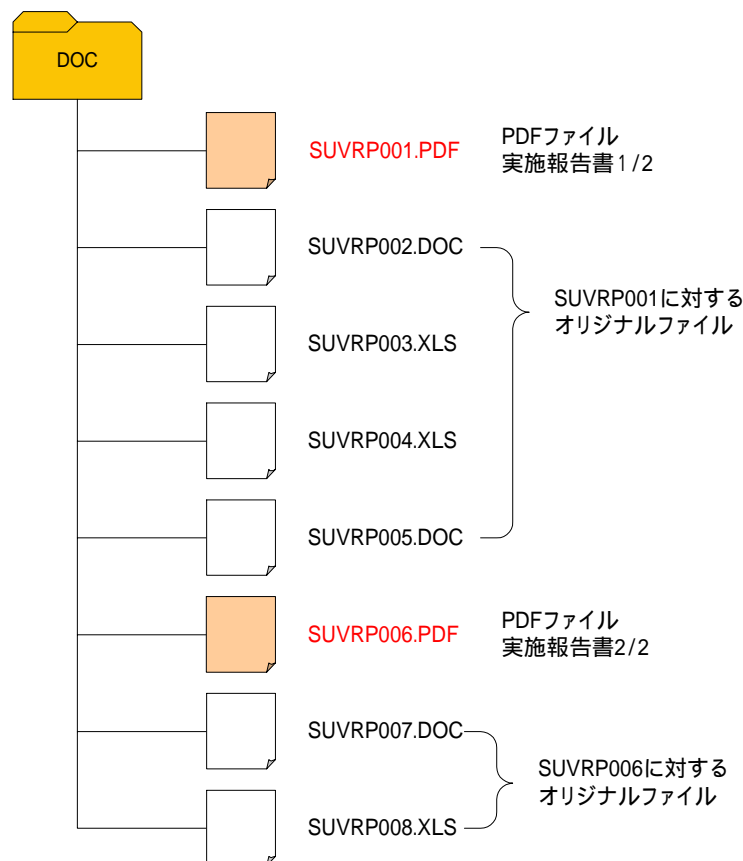 DOC
SUVRP001.PDF
PDFファイル
実施報告書1/2
SUVRP002.DOC
SUVRP001に対する
オリジナルファイル
SUVRP003.XLS
SUVRP004.XLS
SUVRP005.DOC
SUVRP006.PDF
PDFファイル
実施報告書2/2
SUVRP007.DOC
SUVRP006に対する
オリジナルファイル
SUVRP008.XLS